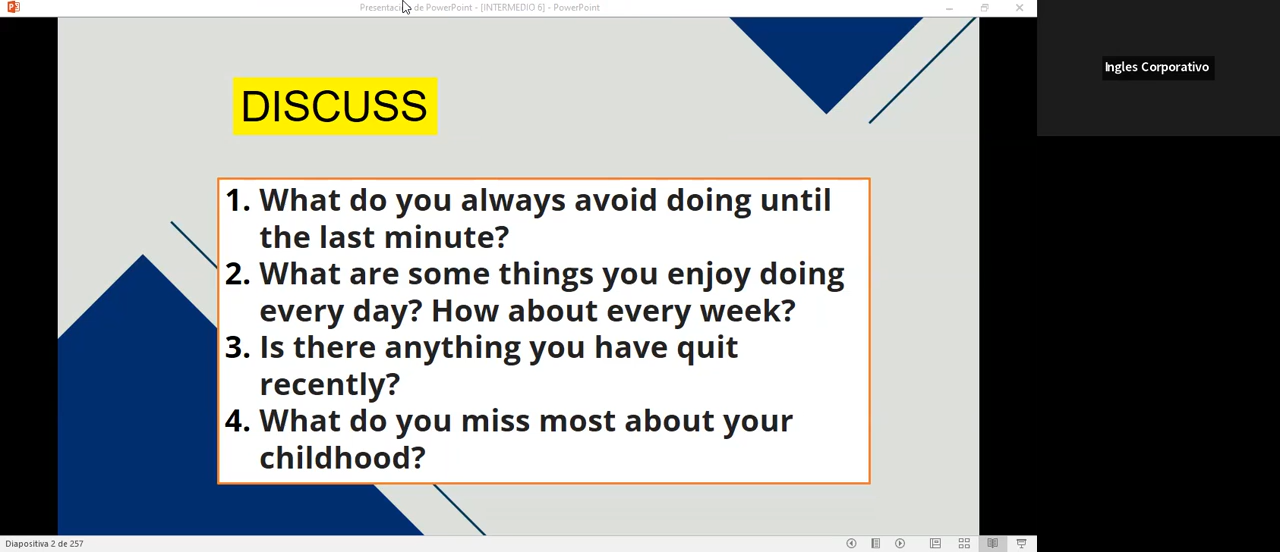 Presentación de PowerPoint - [INTERMEDIO 6] - PowerPoint
Ingles Corporativo
DISCUSS
1. What do you always avoid doing until
the last minute?
2. What are some things you enjoy doing
every day? How about every week?
3. Is there anything you have quit
recently?
4. What do you miss most about your
childhood?
Diapositiva 2 de 257